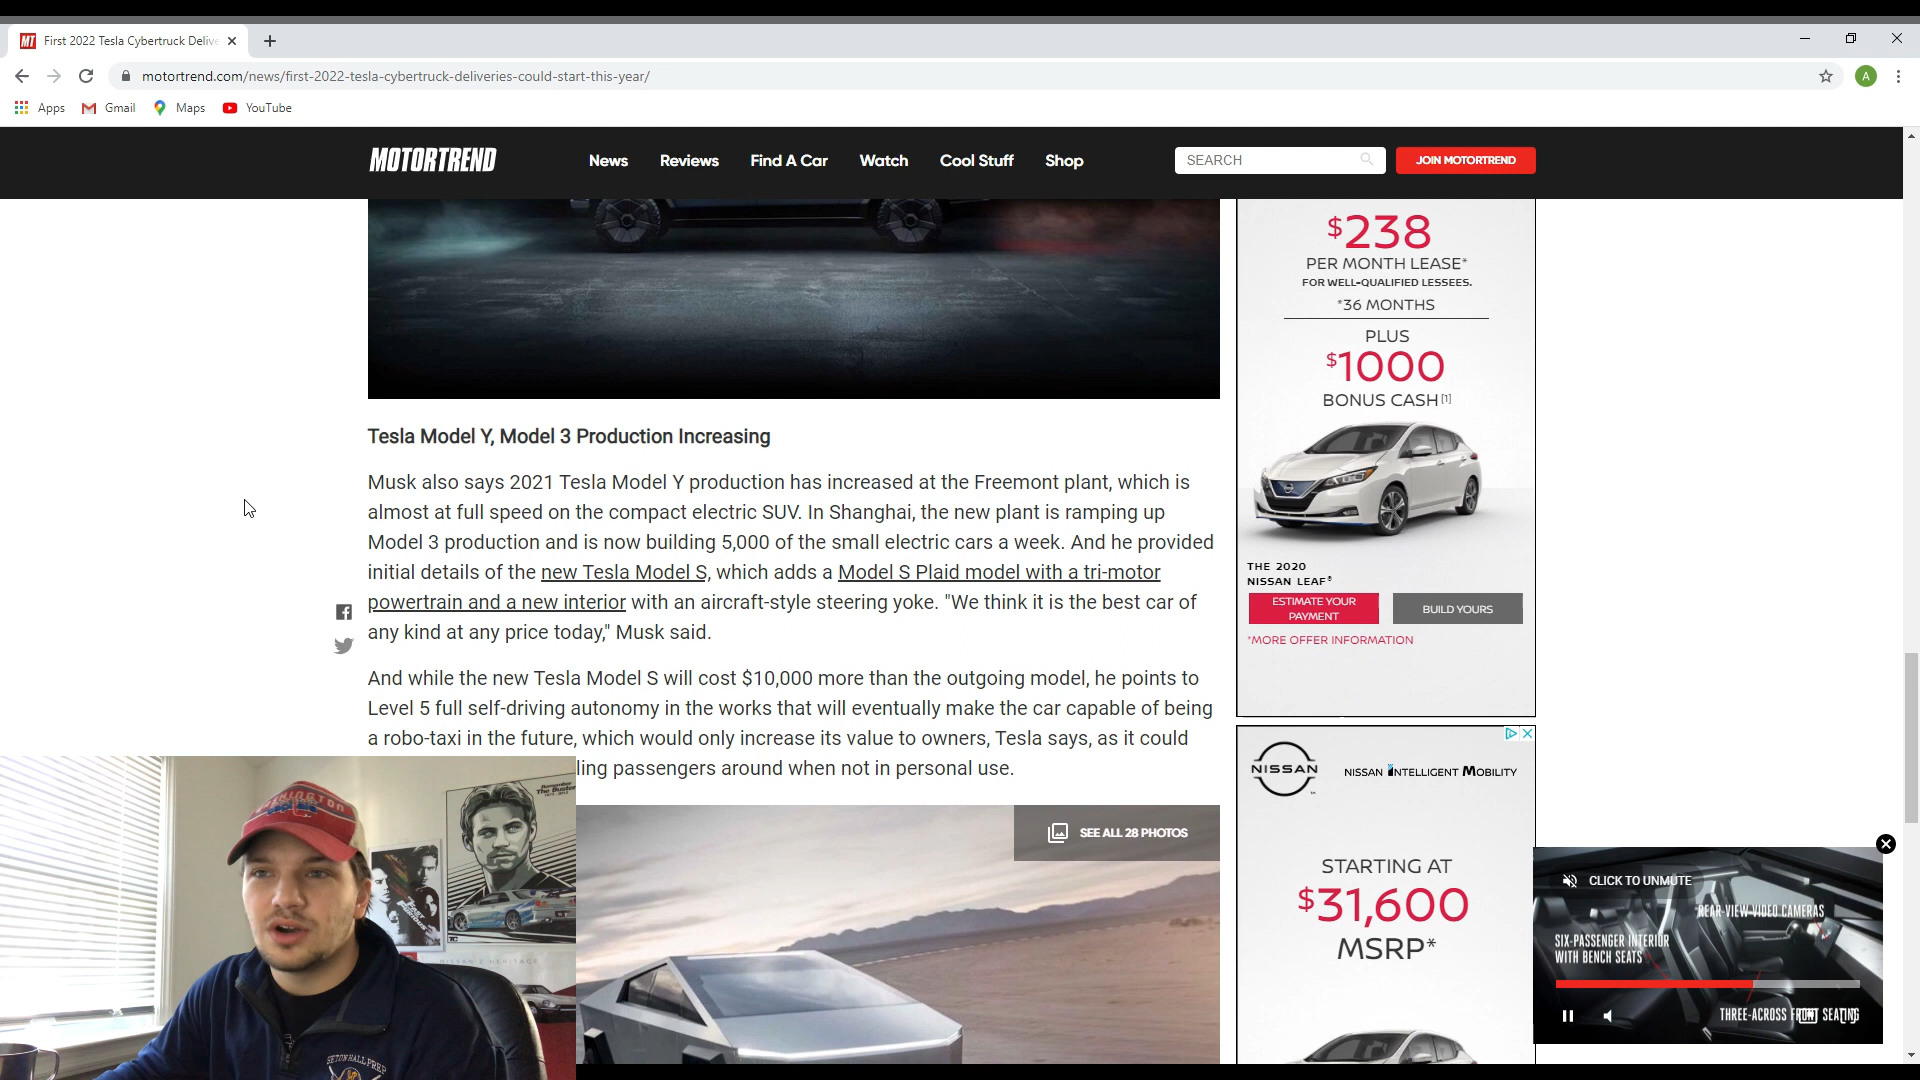 First 2022 Tesla Cybertruck Delive
motortrend.com/news/first-2022-tesla-cybertruck-deliveries-could-start-this-year/
A
Apps Gmail Maps YouTube
MOTORTREND
News Reviews Find A Car Watch Cool Stuff Shop
SEARCH
JOIN MOTORTREND
Tesla Model Y, Model 3 Production Increasing
Musk also says 2021 Tesla Model Y production has increased at the Freemont plant, which is
almost at full speed on the compact electric SUV. In Shanghai, the new plant is ramping up
Model 3 production and is now building 5,000 of the small electric cars a week. And he provided
initial details of the new Tesla Model S, which adds a Model S Plaid model with a tri-motor
powertrain and a new interior with an aircraft-style steering yoke. "We think it is the best car of
any kind at any price today," Musk said.
And while the new Tesla Model S will cost $10,000 more than the outgoing model, he points to
Level 5 full self-driving autonomy in the works that will eventually make the car capable of being
a robo-taxi in the future, which would only increase its value to owners, Tesla says, as it could
ling passengers around when not in personal use.
SEE ALL 28 PHOTOS
$238
PER MONTH LEASE*
FOR WELL-QUALIFIED LESSEES.
*36 MONTHS
PLUS
$1000
BONUS CASH[1]
THE 2020
NISSAN LEAF®
ESTIMATE YOUR
PAYMENT
BUILD YOURS
*MORE OFFER INFORMATION
NISSAN
NISSAN INTELLIGENT MOBILITY
STARTING AT
$31,600
MSRP*
CLICK TO UNMUTE
REAR-VIEW VIDEO CAMERAS
SIX-PASSENGER INTERIOR
WITH BENCH SEATS
THREE-ACROSS FRONT SEATING
SETON HALL PREP
NISSAN Z HERITAGE